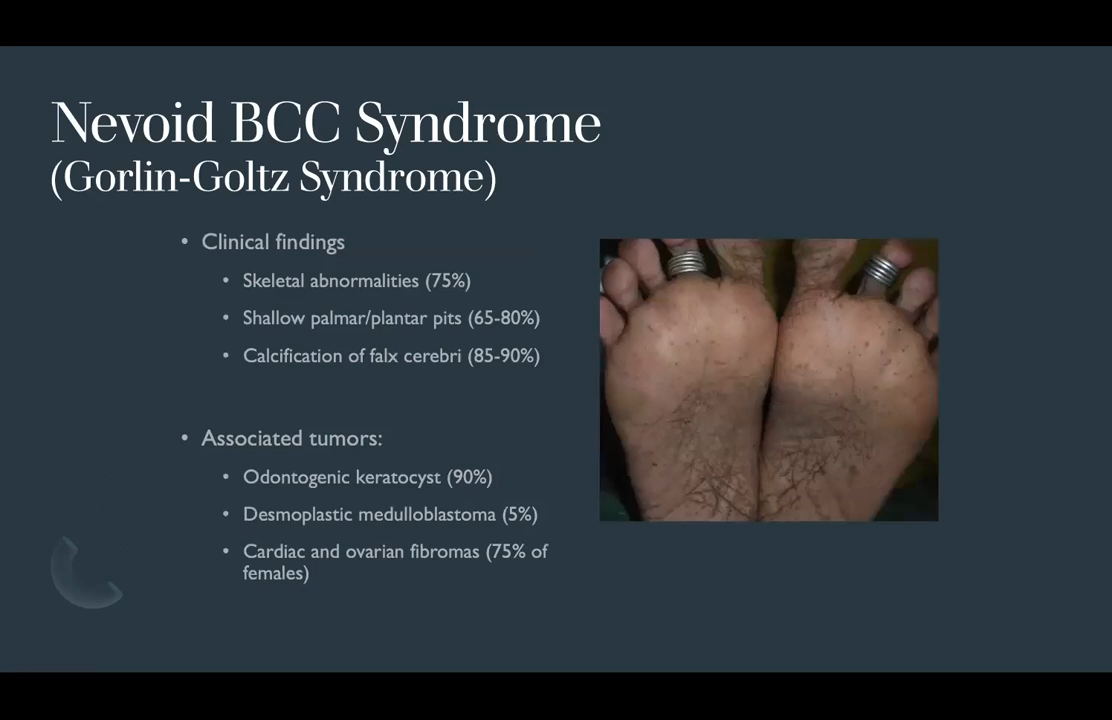 Nevoid BCC Syndrome
(Gorlin-Goltz Syndrome)
• Clinical findings
• Skeletal abnormalities (75%)
• Shallow palmar/plantar pits (65-80%)
• Calcification of falx cerebri (85-90%)
• Associated tumors:
• Odontogenic keratocyst (90%)
• Desmoplastic medulloblastoma (5%)
• Cardiac and ovarian fibromas (75% of
females)